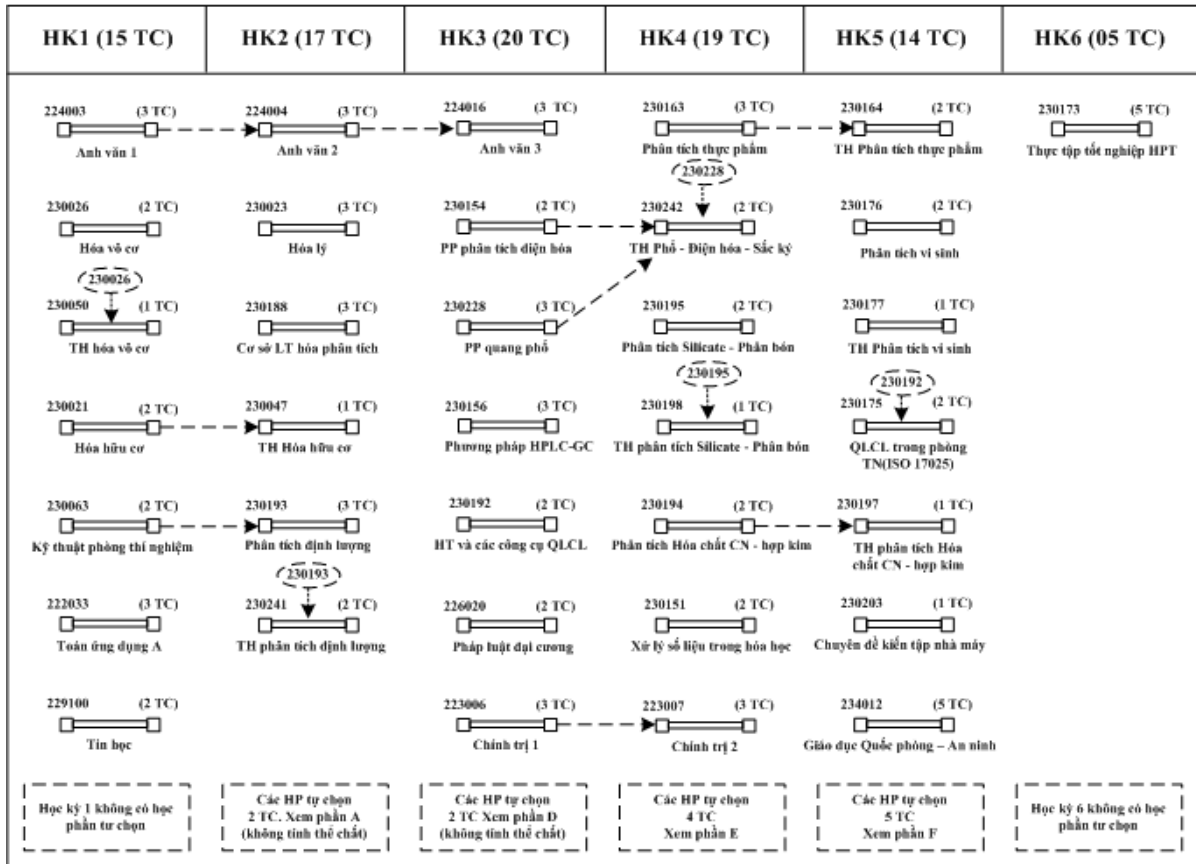 HK1 (15 TC)
HK2 (17 TC)
HK3 (20 TC)
HK4 (19 TC)
HK5 (14 TC)
HK6 (05 TC)
224003 (3 TC)
Anh văn 1
224004 (3 TC)
Anh văn 2
224016 (3 TC)
Anh văn 3
230163 (3 TC)
Phân tích thực phẩm
230164 (2 TC)
TH Phân tích thực phẩm
230173 (5 TC)
Thực tập tốt nghiệp HPT
230026 (2 TC)
Hóa vô cơ
230023 (3 TC)
Hóa lý
230154 (2 TC)
PP phân tích điện hóa
230228
230242 (2 TC)
TH Phổ - Điện hóa - Sắc ký
230176 (2 TC)
Phân tích vi sinh
230026
230050 (1 TC)
TH hóa vô cơ
230188 (3 TC)
Cơ sở LT hóa phân tích
230228 (3 TC)
PP quang phổ
230195 (2 TC)
Phân tích Silicate - Phân bón
230177 (1 TC)
TH Phân tích vi sinh
230021 (2 TC)
Hóa hữu cơ
230047 (1 TC)
TH Hóa hữu cơ
230156 (3 TC)
Phương pháp HPLC-GC
230195
230198 (1 TC)
TH phân tích Silicate - Phân bón
230192
230175 (2 TC)
QLCL trong phòng
TN(ISO 17025)
230063 (2 TC)
Kỹ thuật phòng thí nghiệm
230193 (3 TC)
Phân tích định lượng
230192 (2 TC)
HT và các công cụ QLCL
230194 (2 TC)
Phân tích Hóa chất CN - hợp kim
230197 (1 TC)
TH phân tích Hóa
chất CN - hợp kim
222033 (3 TC)
Toán ứng dụng A
230193
230241 (2 TC)
TH phân tích định lượng
226020 (2 TC)
Pháp luật đại cương
230151 (2 TC)
Xử lý số liệu trong hóa học
230203 (1 TC)
Chuyên đề kiến tập nhà máy
229100 (2 TC)
Tin học
223006 (3 TC)
Chính trị 1
223007 (3 TC)
Chính trị 2
234012 (5 TC)
Giáo dục Quốc phòng – An ninh
Học kỳ 1 không có học
phần tư chọn
Các HP tự chọn
2 TC. Xem phần A
(không tính thể chất)
Các HP tự chọn
2 TC Xem phần D
(không tính thể chất)
Các HP tự chọn
4 TC
Xem phần E
Các HP tự chọn
5 TC
Xem phần F
Học kỳ 6 không có học
phần tư chọn